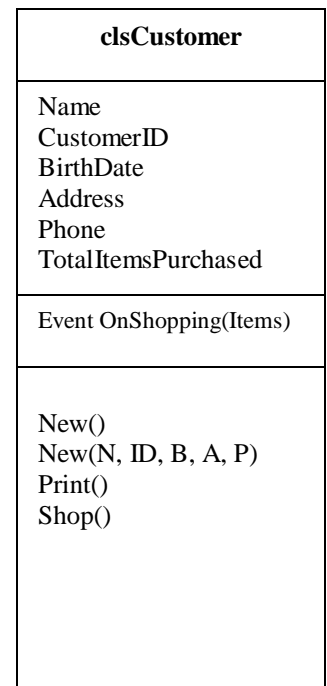 clsCustomer
Name
CustomerID
BirthDate
Address
Phone
TotalItemsPurchased
Event OnShopping(Items)
New()
New(N, ID, B, A, P)
Print()
Shop()